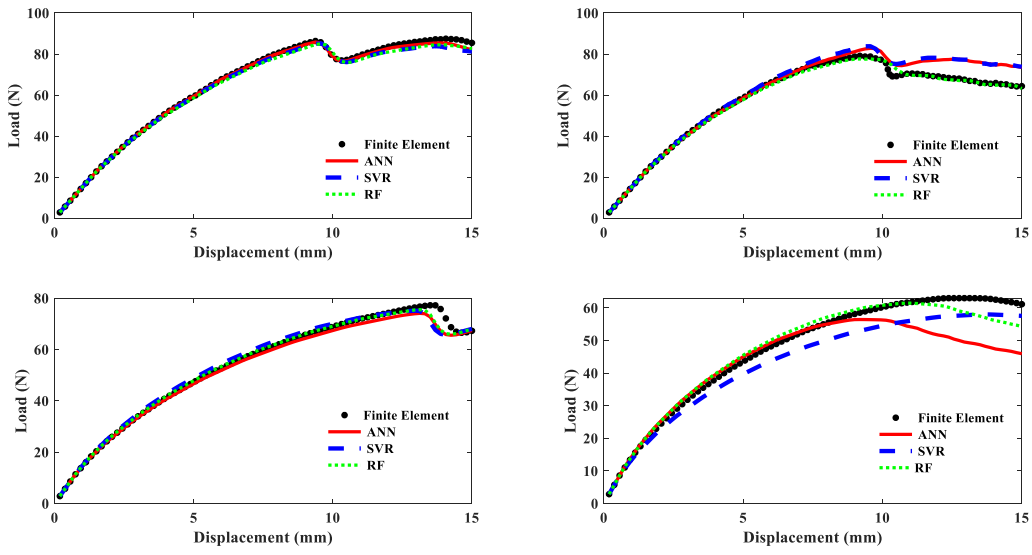 100
80
60
40
20
0
Load (N)
Finite Element
ANN
SVR
RF
0 5 10 15
Displacement (mm)
100
80
60
40
20
0
Load (N)
Finite Element
ANN
SVR
RF
0 5 10 15
Displacement (mm)
80
60
40
20
0
Load (N)
Finite Element
ANN
SVR
RF
0 5 10 15
Displacement (mm)
60
50
40
30
20
10
0
Load (N)
Finite Element
ANN
SVR
RF
0 5 10 15
Displacement (mm)